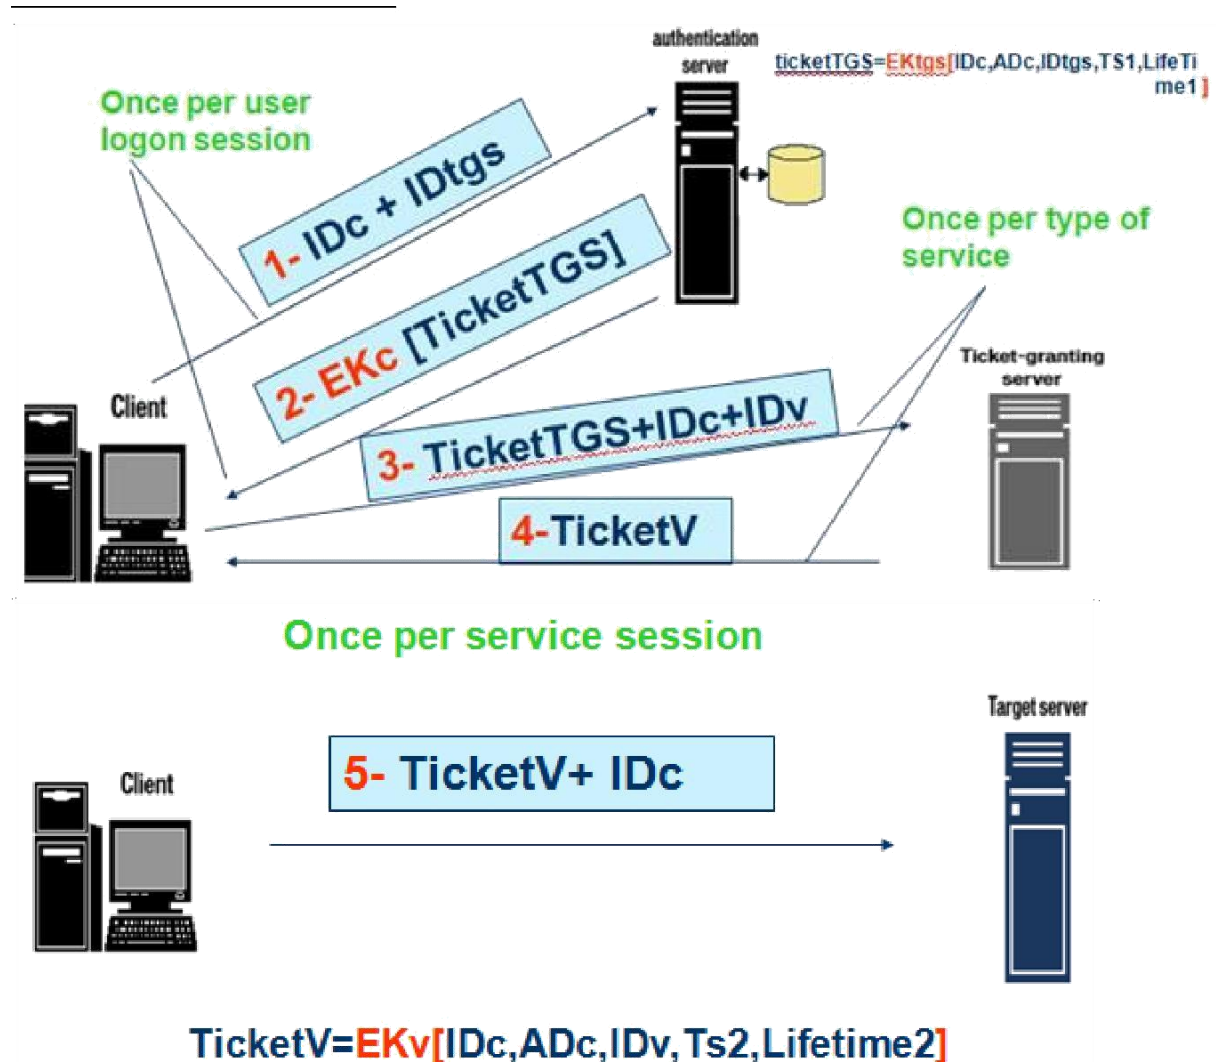 authentication
server
ticketTGS=EKtgs[IDc,ADc,IDtgs,TS1,LifeTi
me1]
Once per user
logon session
1- IDc + IDtgs
2- EKc [TicketTGS]
Once per type of
service
Ticket-granting
server
Client
3- TicketTGS+IDc+IDv
4-TicketV
Once per service session
Target server
Client
5- TicketV+ IDc
TicketV=EKv[IDc,ADc,IDv,Ts2,Lifetime2]